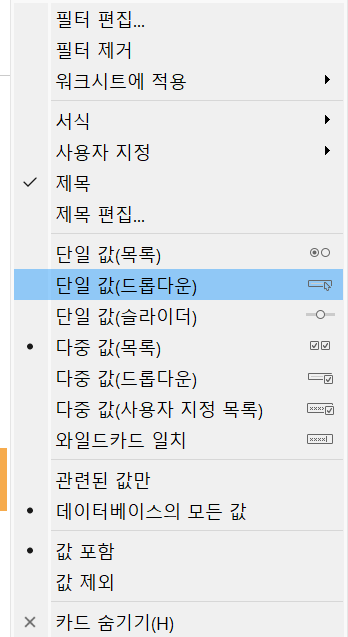 필터 편집...
필터 제거
워크시트에 적용
서식
사용자 지정
제목
제목 편집...
단일 값(목록)
단일 값(드롭다운)
단일 값(슬라이더)
다중 값(목록)
다중 값(드롭다운)
다중 값(사용자 지정 목록)
와일드카드 일치
관련된 값만
데이터베이스의 모든 값
값 포함
값 제외
카드 숨기기(H)